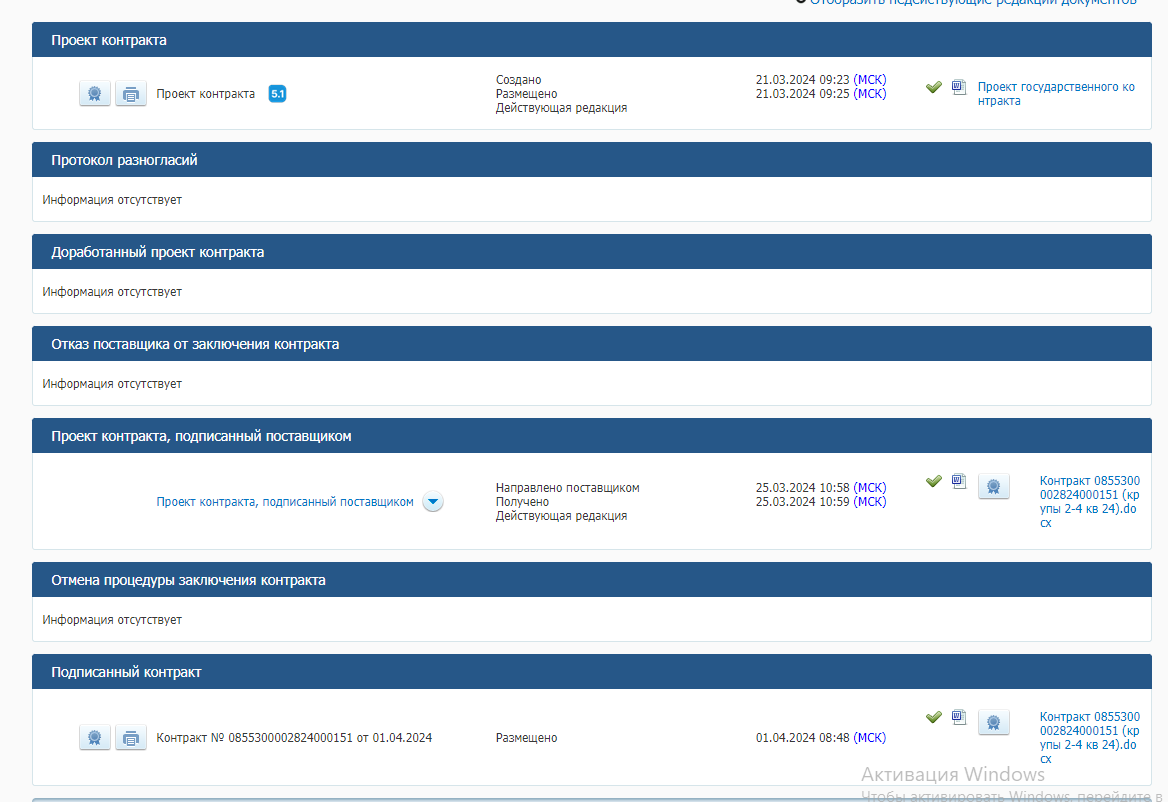 Отобразить недействующие редакции документов
Проект контракта
Проект контракта 5.1
Создано 21.03.2024 09:23 (МСК)
Размещено 21.03.2024 09:25 (МСК)
Действующая редакция
Проект государственного ко
нтракта
Протокол разногласий
Информация отсутствует
Доработанный проект контракта
Информация отсутствует
Отказ поставщика от заключения контракта
Информация отсутствует
Проект контракта, подписанный поставщиком
Проект контракта, подписанный поставщиком
Направлено поставщиком 25.03.2024 10:58 (МСК)
Получено 25.03.2024 10:59 (МСК)
Действующая редакция
Контракт 0855300
002824000151 (кр
упы 2-4 кв 24).do
cx
Отмена процедуры заключения контракта
Информация отсутствует
Подписанный контракт
Контракт № 0855300002824000151 от 01.04.2024
Размещено 01.04.2024 08:48 (МСК)
Контракт 0855300
002824000151 (кр
упы 2-4 кв 24).do
cx
Активация Windows
Чтобы активировать Windows, перейдите в